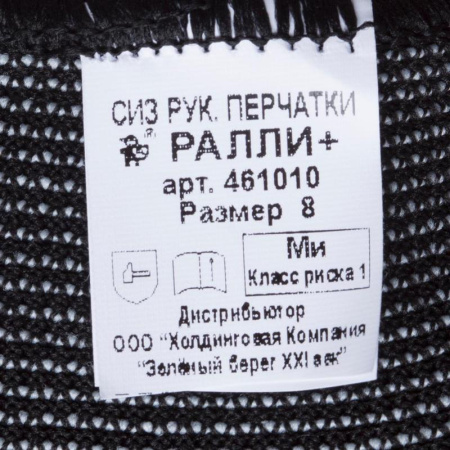 СИЗ РУК. ПЕРЧАТКИ
РАЛЛИ+
арт. 461010
Размер 8
Ми
Класс риска 1
Дистрибьютор
ООО "Холдинговая Компания
"Зелёный берег XXI век"